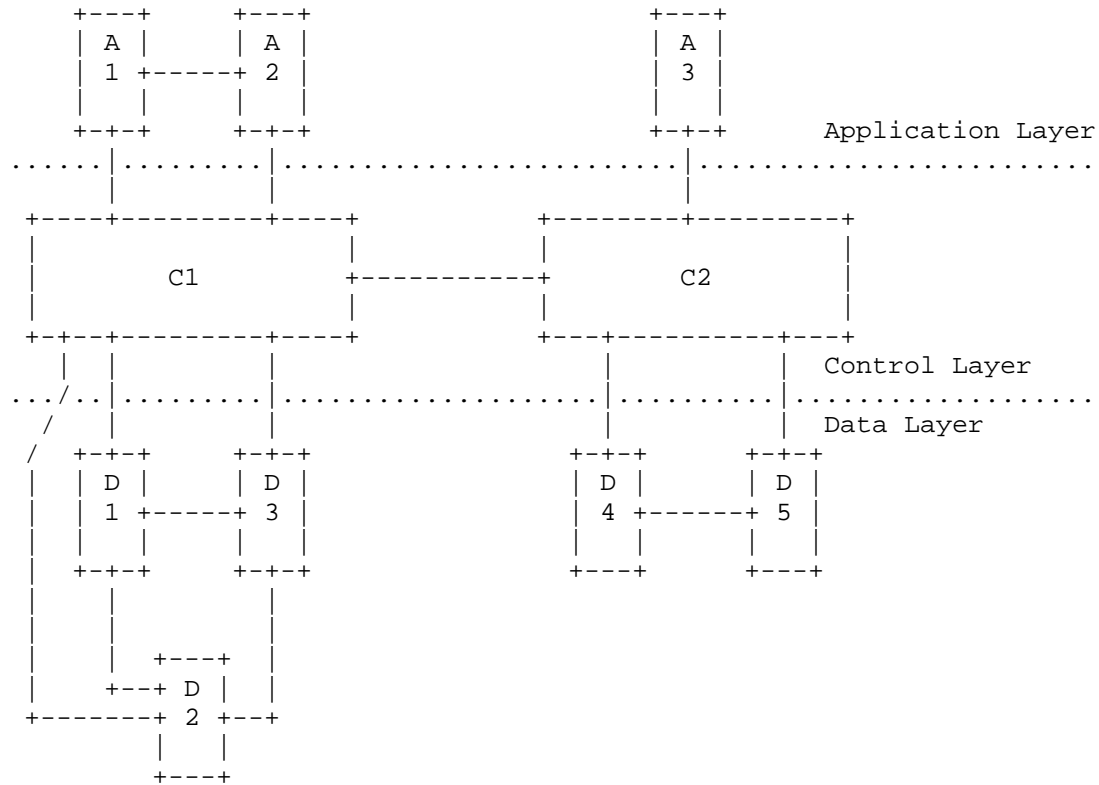 A A A
1 2 3
Application Layer
C1 C2
Control Layer
Data Layer
D D D D
1 3 4 5
D
2